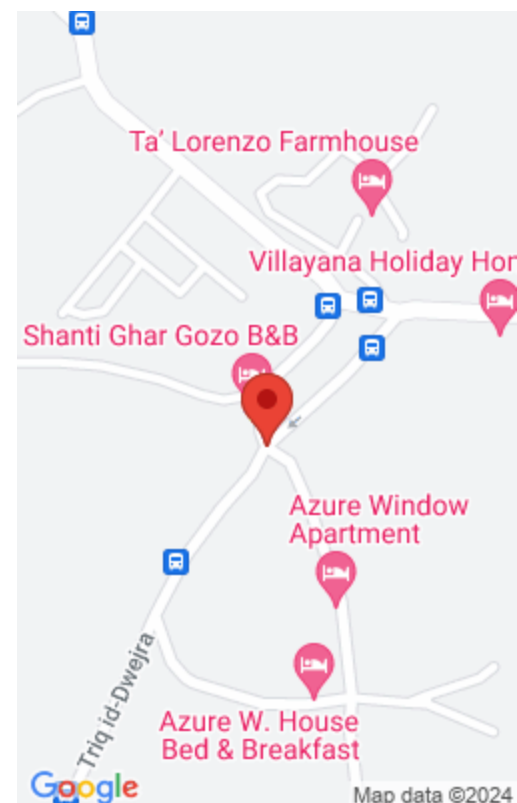 Ta' Lorenzo Farmhouse
Villayana Holiday Hon
Shanti Ghar Gozo B&B
Azure Window
Apartment
Triq id-Dwejra
Azure W. House
Bed & Breakfast
Google
Map data ©2024